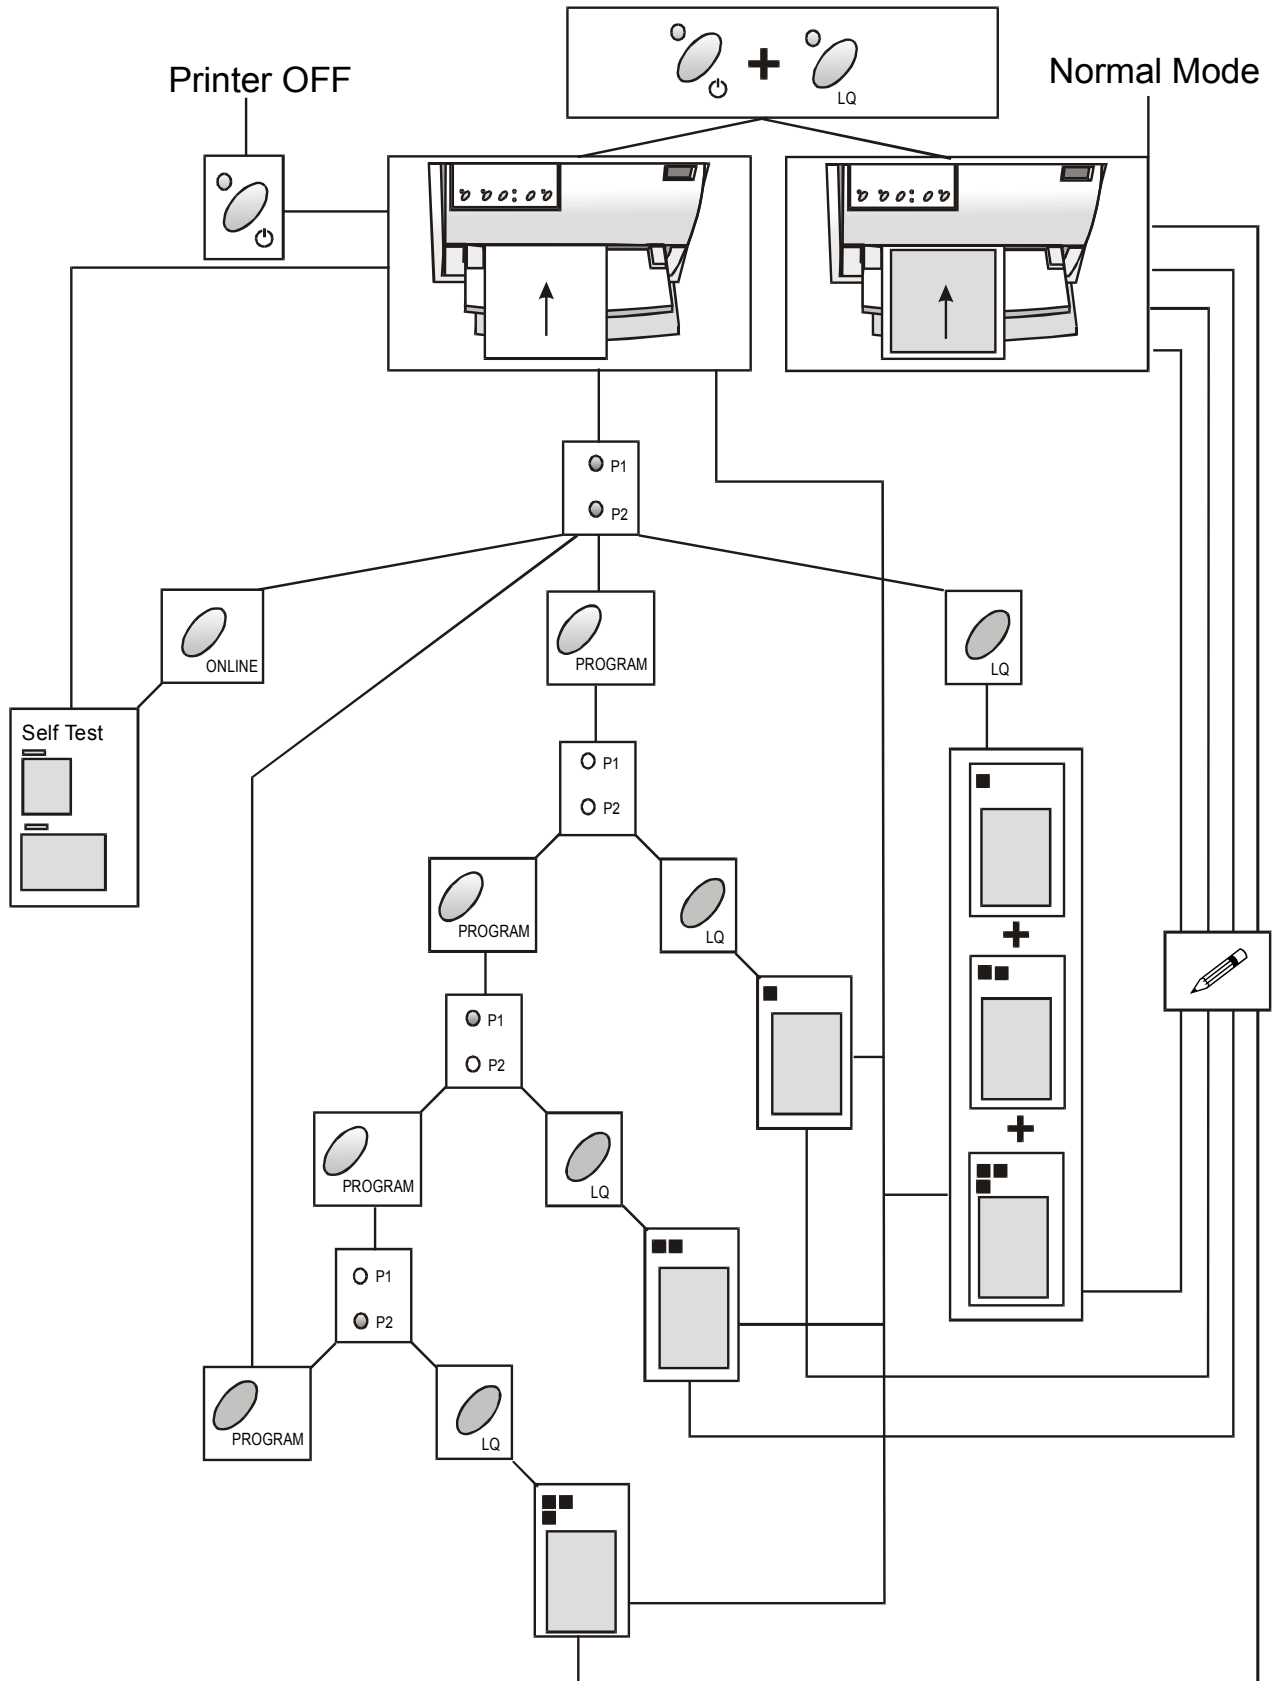 LQ
Printer OFF
Normal Mode
P1
P2
ONLINE
PROGRAM
LQ
Self Test
P1
P2
PROGRAM
LQ
P1
P2
PROGRAM
LQ
P1
P2
PROGRAM
LQ